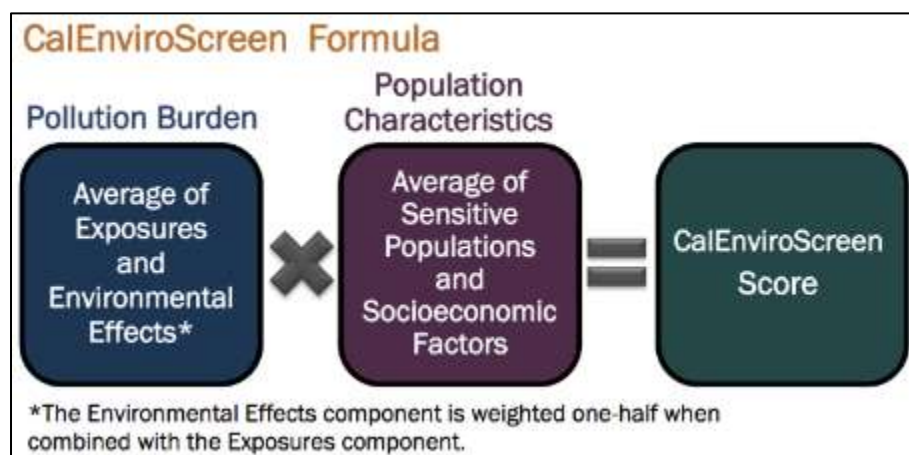 CalEnviroScreen Formula
Pollution Burden
Population
Characteristics
Average of
Exposures
and
Environmental
Effects*
Average of
Sensitive
Populations
and
Socioeconomic
Factors
CalEnviroScreen
Score
*The Environmental Effects component is weighted one-half when
combined with the Exposures component.